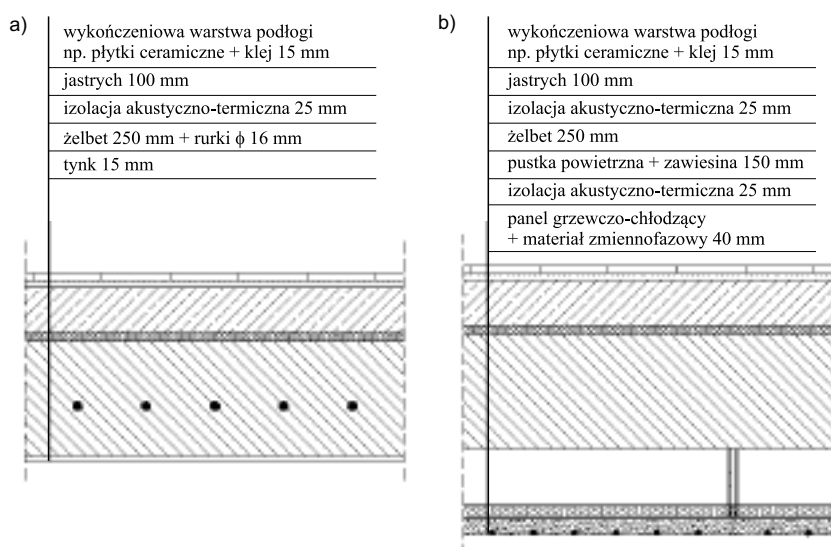 a)
wykończeniowa warstwa podłogi
np. płytki ceramiczne + klej 15 mm
jastrych 100 mm
izolacja akustyczno-termiczna 25 mm
żelbet 250 mm + rurki ϕ 16 mm
tynk 15 mm
b)
wykończeniowa warstwa podłogi
np. płytki ceramiczne + klej 15 mm
jastrych 100 mm
izolacja akustyczno-termiczna 25 mm
żelbet 250 mm
pustka powietrzna + zawiesina 150 mm
izolacja akustyczno-termiczna 25 mm
panel grzewczo-chłodzący
+ materiał zmiennofazowy 40 mm